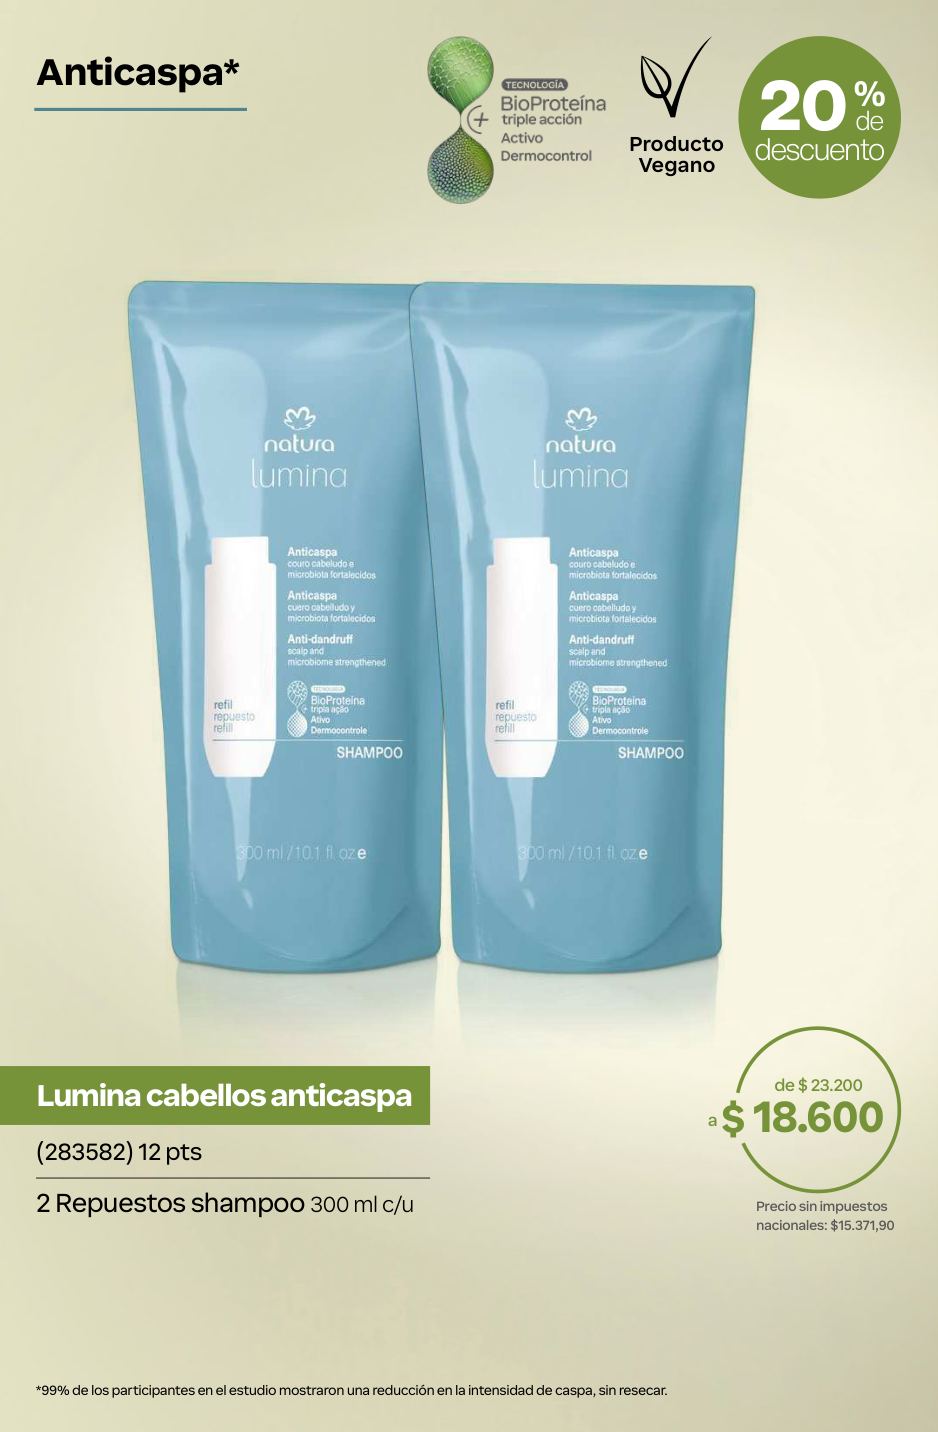 Anticaspa*
TECNOLOGÍA
BioProteína
triple acción
Activo
Dermocontrol
Producto
Vegano
20%
de
descuento
natura
lumina
Anticaspa
couro cabeludo e
microbiota fortalecidos
Anticaspa
cuero cabelludo y
microbiota fortalecidos
Anti-dandruff
scalp and
microbiome strengthened
TECNOLOGIA
BioProteína
tripla ação
Ativo
Dermocontrole
refil
repuesto
refill
SHAMPOO
300 ml /10.1 fl. oz e
natura
lumina
Anticaspa
couro cabeludo e
microbiota fortalecidos
Anticaspa
cuero cabelludo y
microbiota fortalecidos
Anti-dandruff
scalp and
microbiome strengthened
TECNOLOGIA
BioProteína
tripla ação
Ativo
Dermocontrole
refil
repuesto
refill
SHAMPOO
300 ml /10.1 fl. oz e
Lumina cabellos anticaspa
(283582) 12 pts
2 Repuestos shampoo 300 ml c/u
de $ 23.200
a $ 18.600
Precio sin impuestos
nacionales: $15.371,90
*99% de los participantes en el estudio mostraron una reducción en la intensidad de caspa, sin resecar.